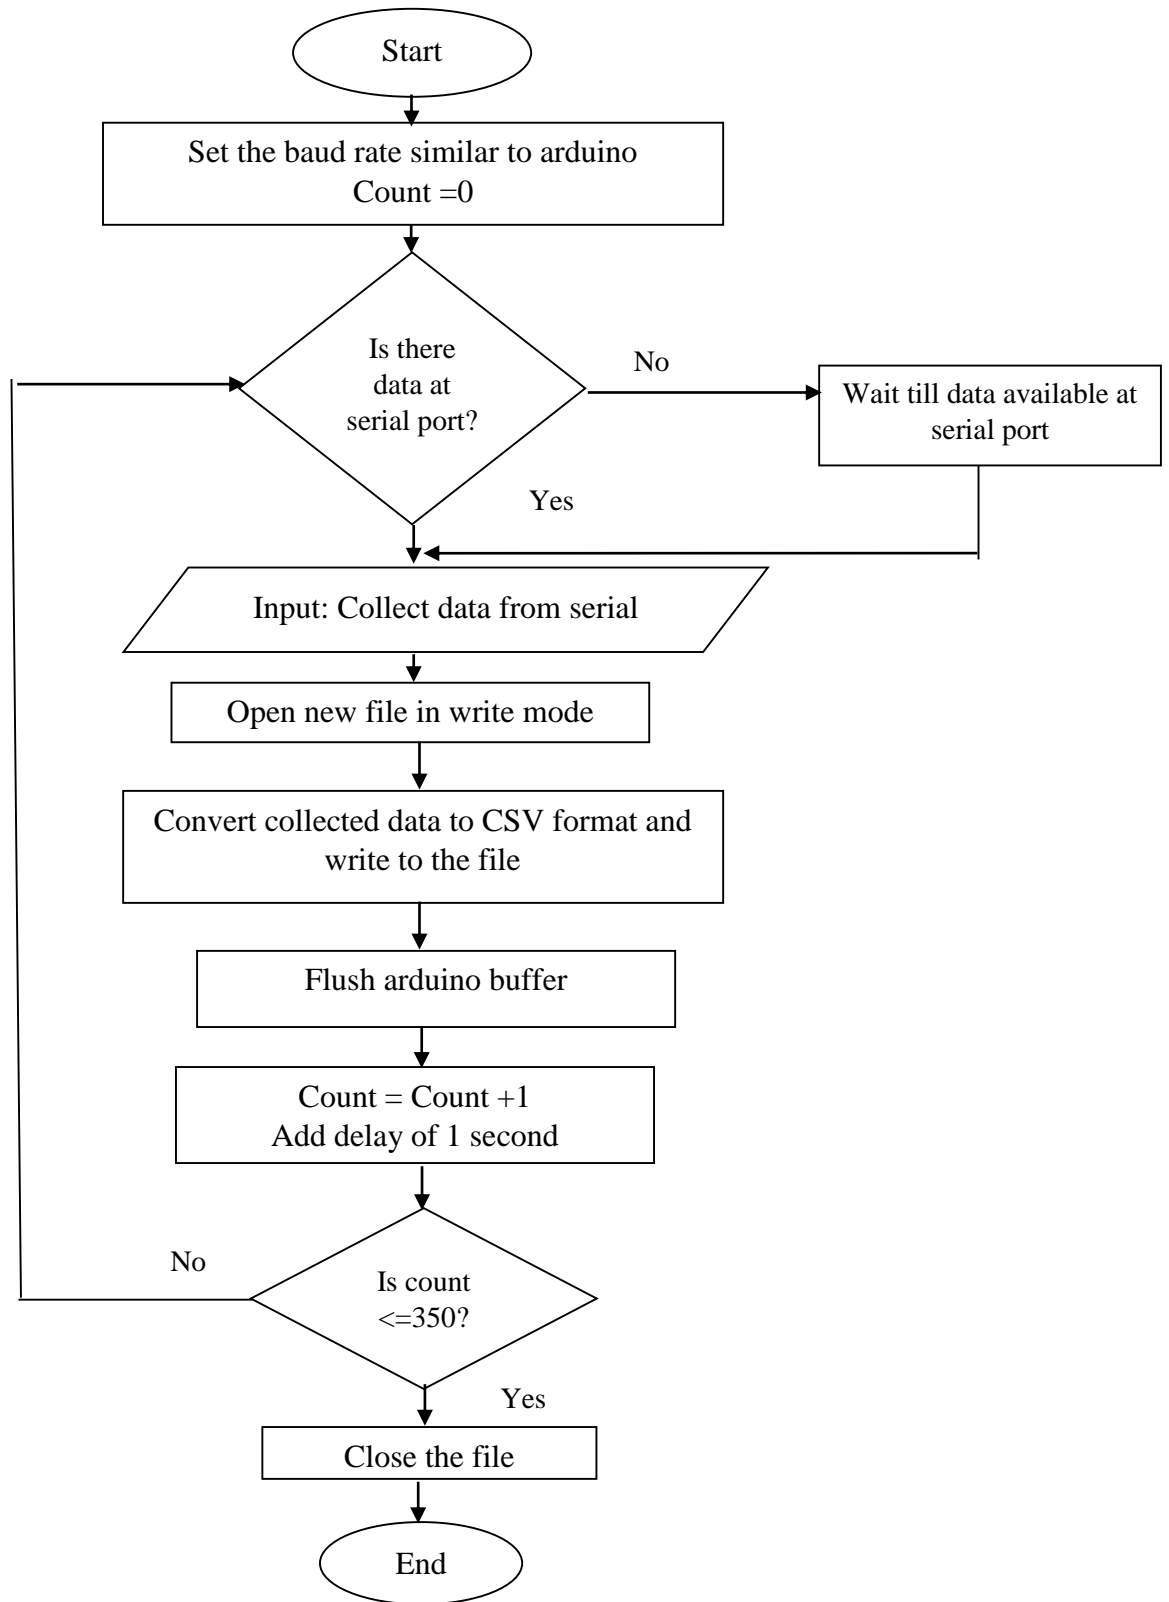 Start
Set the baud rate similar to arduino
Count =0
Is there
data at
serial port?
No
Wait till data available at
serial port
Yes
Input: Collect data from serial
Open new file in write mode
Convert collected data to CSV format and
write to the file
Flush arduino buffer
Count = Count +1
Add delay of 1 second
No
Is count
<=350?
Yes
Close the file
End